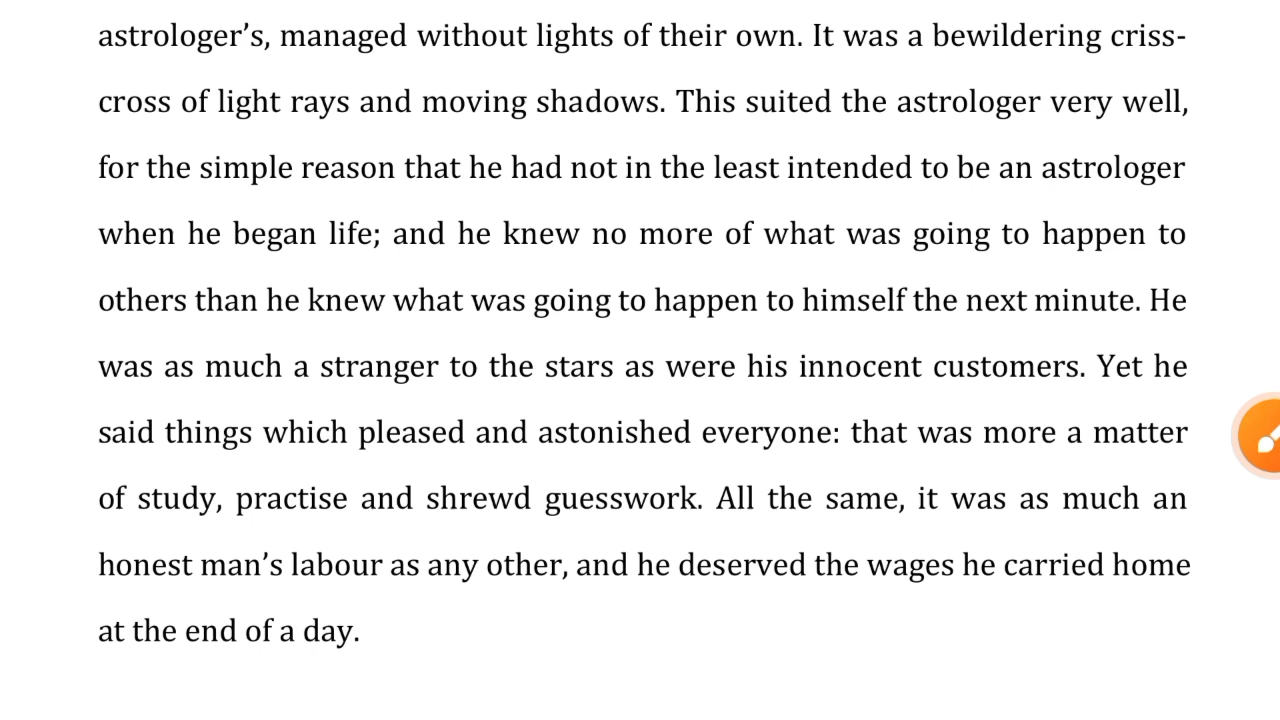 astrologer’s, managed without lights of their own. It was a bewildering criss-
cross of light rays and moving shadows. This suited the astrologer very well,
for the simple reason that he had not in the least intended to be an astrologer
when he began life; and he knew no more of what was going to happen to
others than he knew what was going to happen to himself the next minute. He
was as much a stranger to the stars as were his innocent customers. Yet he
said things which pleased and astonished everyone: that was more a matter
of study, practise and shrewd guesswork. All the same, it was as much an
honest man’s labour as any other, and he deserved the wages he carried home
at the end of a day.